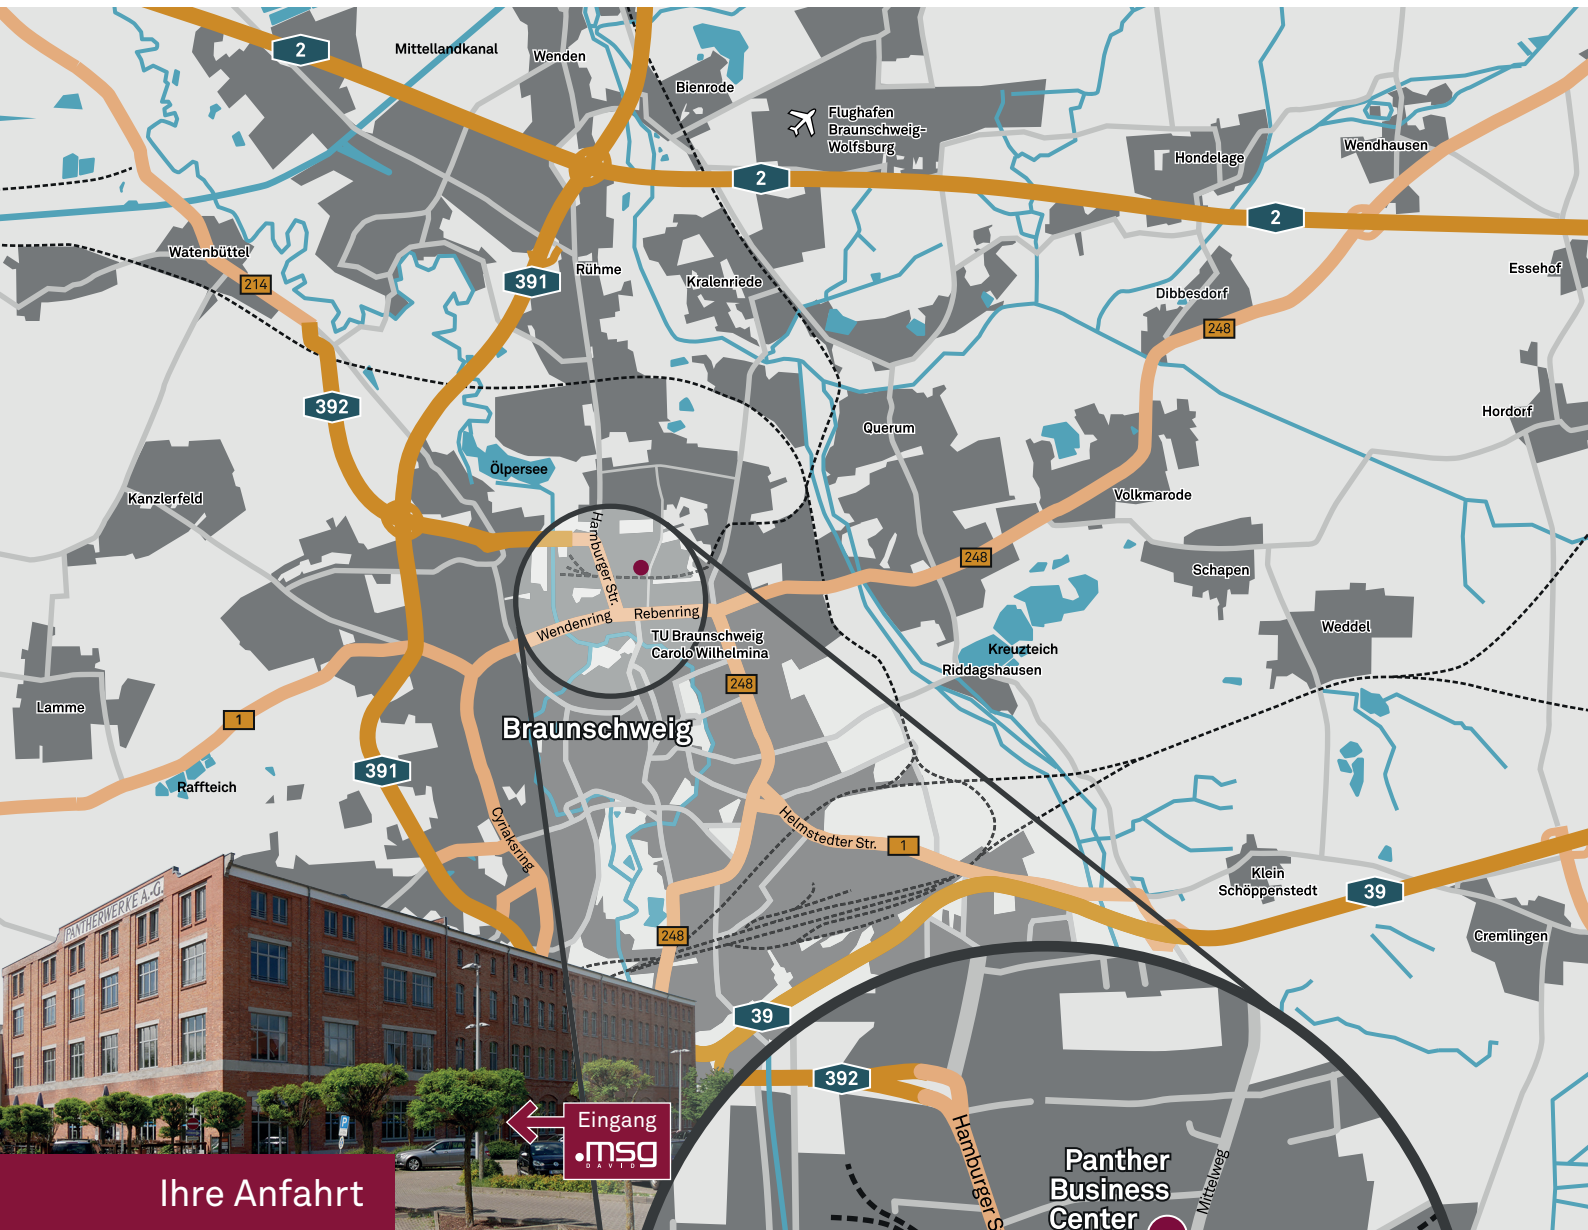 2
Mittellandkanal
Wenden
Bienrode
Flughafen
Braunschweig-
Wolfsburg
Hondelage
Wendhausen
2
2
Watenbüttel
214
391
Rühme
Kralenriede
Essehof
Dibbesdorf
248
392
Hordorf
Querum
Ölpersee
Kanzlerfeld
Volkmarode
Hamburger Str.
248
Schapen
Wendenring
Rebenring
TU Braunschweig
Carolo Wilhelmina
Weddel
Kreuzteich
Riddagshausen
248
Lamme
1
Braunschweig
391
Raffteich
Cyriaksring
Helmstedter Str.
1
Klein
Schöppenstedt
39
PANTHERWERKE A.-G.
248
Cremlingen
39
392
Hamburger S
Eingang
.msg
DAVID
Panther
Business
Center
Mittelweg
Ihre Anfahrt